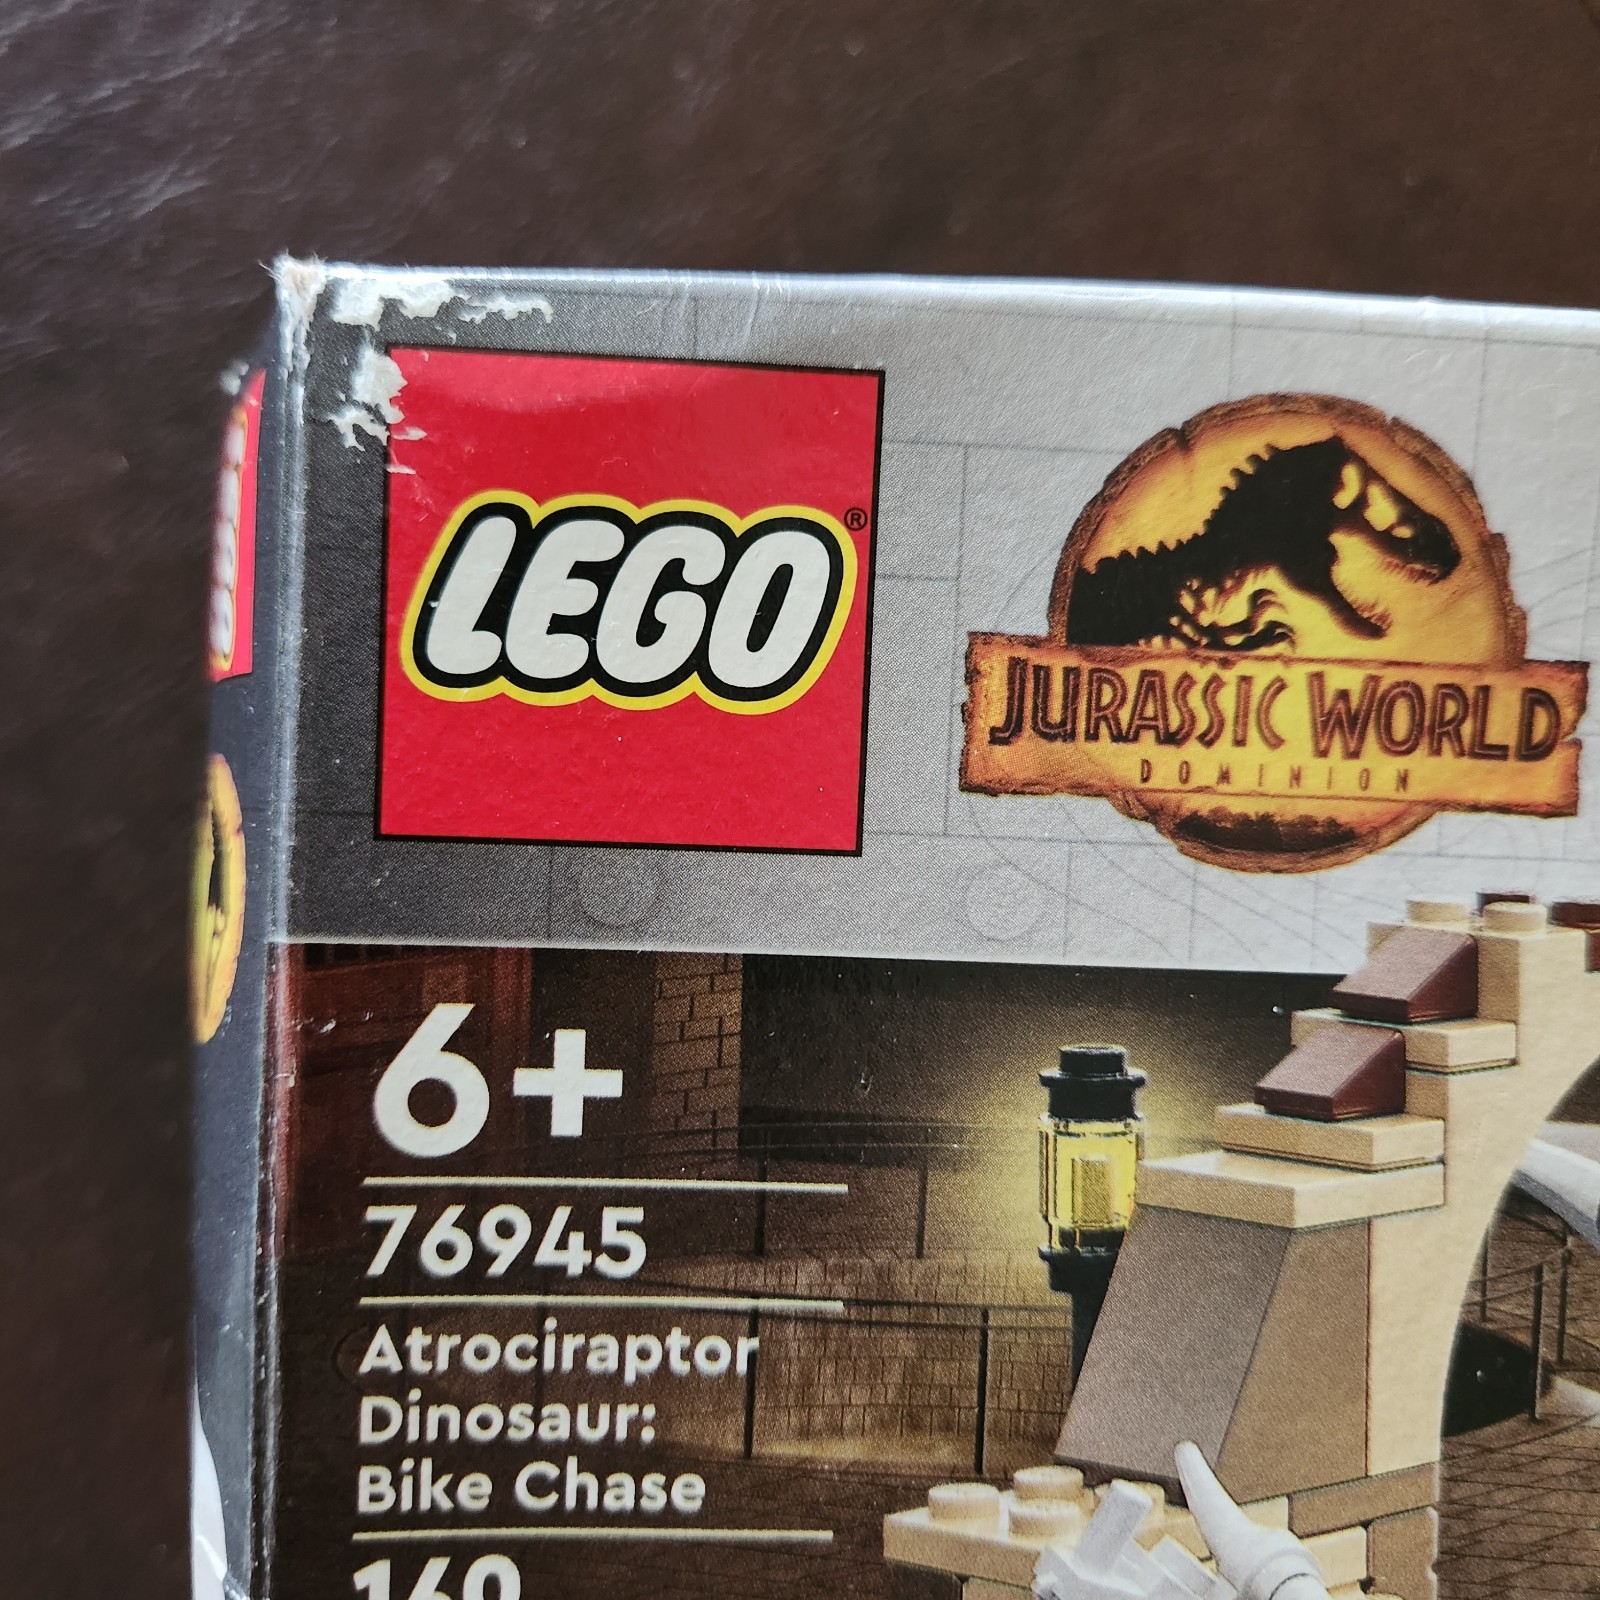 LEGO®
JURASSIC WORLD
DOMINION
6+
76945
Atrociraptor
Dinosaur:
Bike Chase